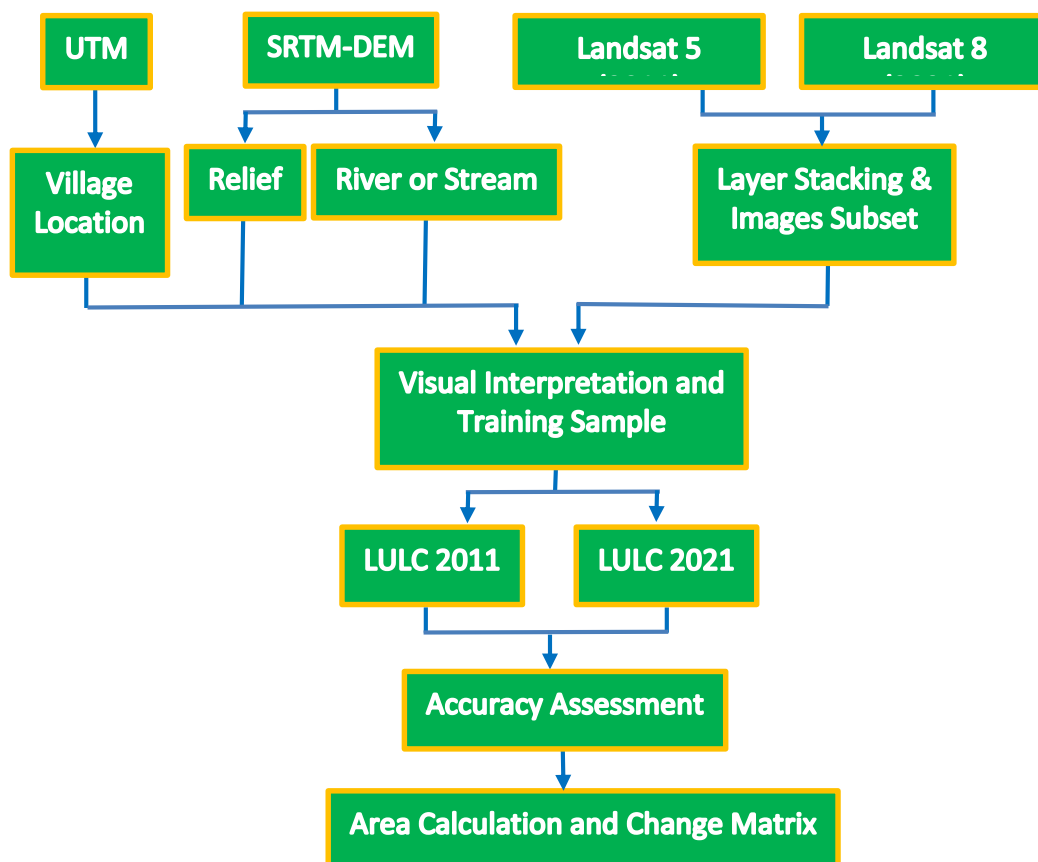 UTM
SRTM-DEM
Landsat 5
Landsat 8
Village
Location
Relief
River or Stream
Layer Stacking &
Images Subset
Visual Interpretation and
Training Sample
LULC 2011
LULC 2021
Accuracy Assessment
Area Calculation and Change Matrix